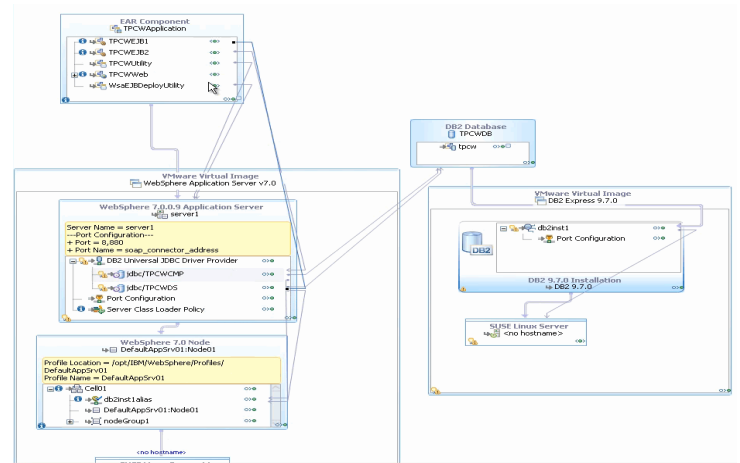 EAR Component
TPCWApplication
TPCWEJB1
TPCWEJB2
TPCWUtility
TPCWWeb
WsaEJBDeployUtility
DB2 Database
TPCWDB
tpcw
VMware Virtual Image
WebSphere Application Server v7.0
WebSphere 7.0.0.9 Application Server
server1
Server Name = server1
---Port Configuration---
+ Port = 8,880
+ Port Name = soap_connector_address
DB2 Universal JDBC Driver Provider
jdbc/TPCWCMP
jdbc/TPCWDS
Port Configuration
Server Class Loader Policy
WebSphere 7.0 Node
DefaultAppSrv01:Node01
Profile Location = /opt/IBM/WebSphere/Profiles/
DefaultAppSrv01
Profile Name = DefaultAppSrv01
Cell01
db2inst1alias
DefaultAppSrv01:Node01
nodeGroup1
<no hostname>
VMware Virtual Image
DB2 Express 9.7.0
db2inst1
Port Configuration
DB2
DB2 9.7.0 Installation
DB2 9.7.0
SUSE Linux Server
<no hostname>